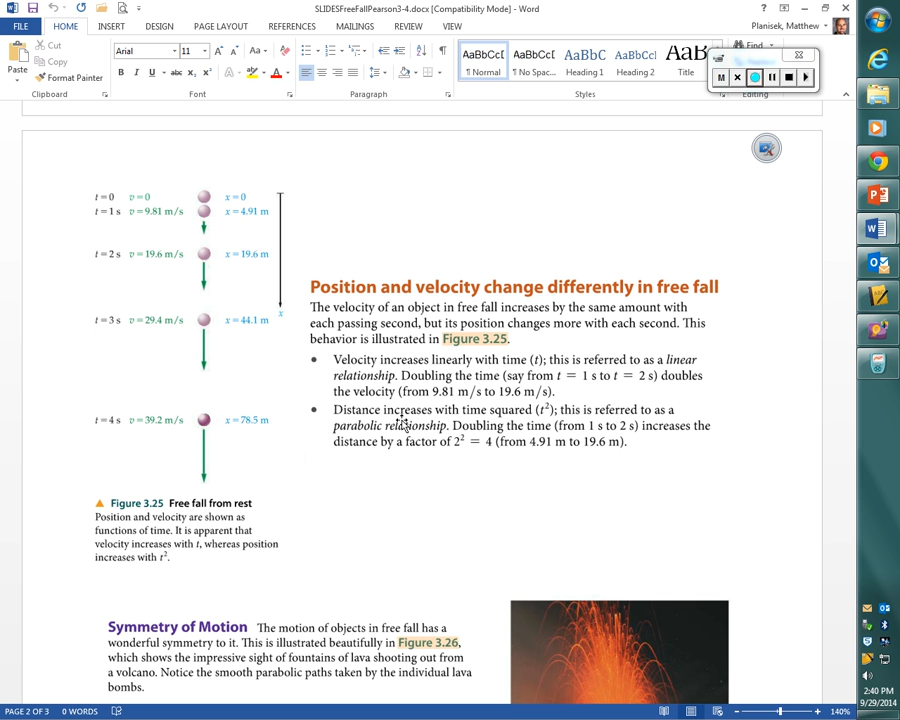 SLIDESFreeFallPearson3-4.docx [Compatibility Mode] - Word
FILE HOME INSERT DESIGN PAGE LAYOUT REFERENCES MAILINGS REVIEW VIEW Planisek, Matthew
Paste Cut
Copy
Format Painter
Arial 11
AaBbCcD AaBbCcD AaBbC AaBbCcI AaB
¶ Normal ¶ No Spac... Heading 1 Heading 2 Title
Find
Clipboard Font Paragraph Styles Editing
t=0 v=0 x=0
t=1 s v=9.81 m/s x=4.91 m
t=2 s v=19.6 m/s x=19.6 m
t=3 s v=29.4 m/s x=44.1 m
x
t=4 s v=39.2 m/s x=78.5 m
Figure 3.25 Free fall from rest
Position and velocity are shown as
functions of time. It is apparent that
velocity increases with t, whereas position
increases with t².
Position and velocity change differently in free fall
The velocity of an object in free fall increases by the same amount with
each passing second, but its position changes more with each second. This
behavior is illustrated in Figure 3.25.
• Velocity increases linearly with time (t); this is referred to as a linear
relationship. Doubling the time (say from t = 1 s to t = 2 s) doubles
the velocity (from 9.81 m/s to 19.6 m/s).
• Distance increases with time squared (t²); this is referred to as a
parabolic relationship. Doubling the time (from 1 s to 2 s) increases the
distance by a factor of 2² = 4 (from 4.91 m to 19.6 m).
Symmetry of Motion The motion of objects in free fall has a
wonderful symmetry to it. This is illustrated beautifully in Figure 3.26,
which shows the impressive sight of fountains of lava shooting out from
a volcano. Notice the smooth parabolic paths taken by the individual lava
bombs.
PAGE 2 OF 3 0 WORDS 140%
2:40 PM
9/29/2014